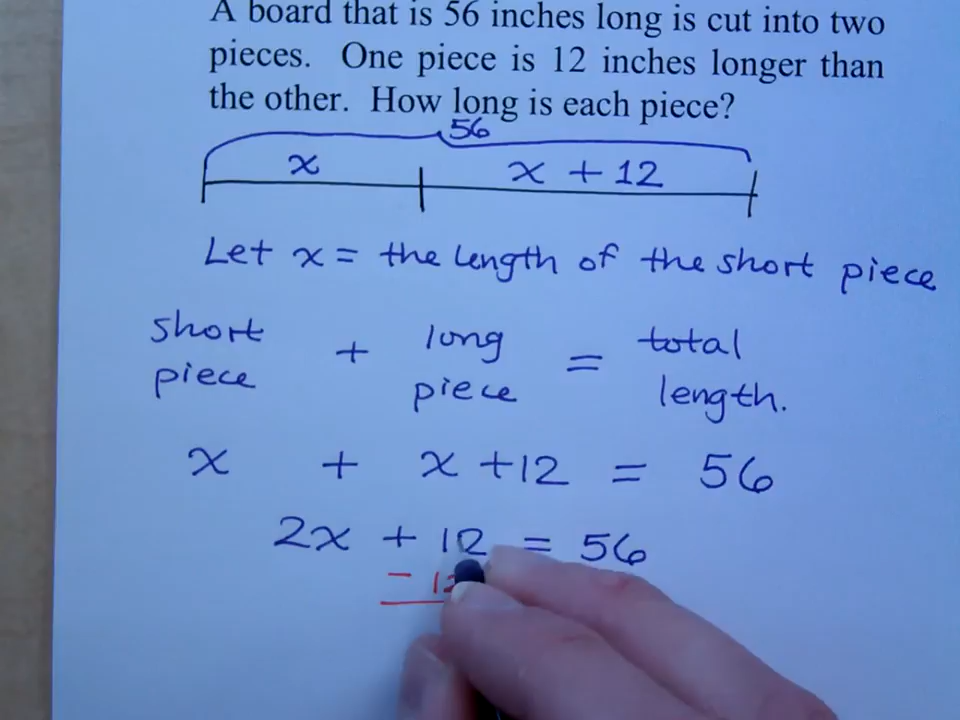 A board that is 56 inches long is cut into two
pieces. One piece is 12 inches longer than
the other. How long is each piece?
56
x x + 12
Let x = the length of the short piece
short long total
piece + piece = length.
x + x + 12 = 56
2x + 12 = 56
- 12